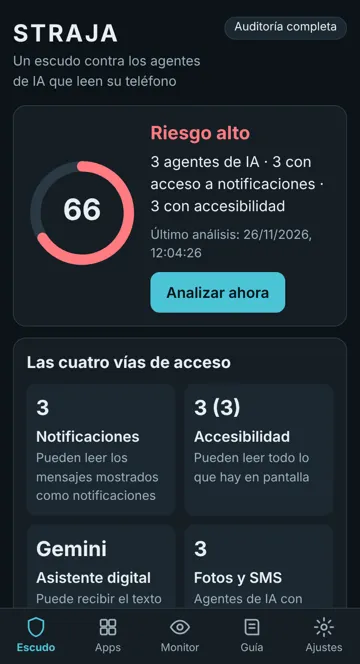 STRAJA
Auditoría completa
Un escudo contra los agentes
de IA que leen su teléfono
66
Riesgo alto
3 agentes de IA · 3 con
acceso a notificaciones ·
3 con accesibilidad
Último análisis: 26/11/2026,
12:04:26
Analizar ahora
Las cuatro vías de acceso
3
Notificaciones
Pueden leer los
mensajes mostrados
como notificaciones
3 (3)
Accesibilidad
Pueden leer todo lo
que hay en pantalla
Gemini
Asistente digital
Puede recibir el texto
3
Fotos y SMS
Agentes de IA con
Escudo
Apps
Monitor
Guía
Ajustes